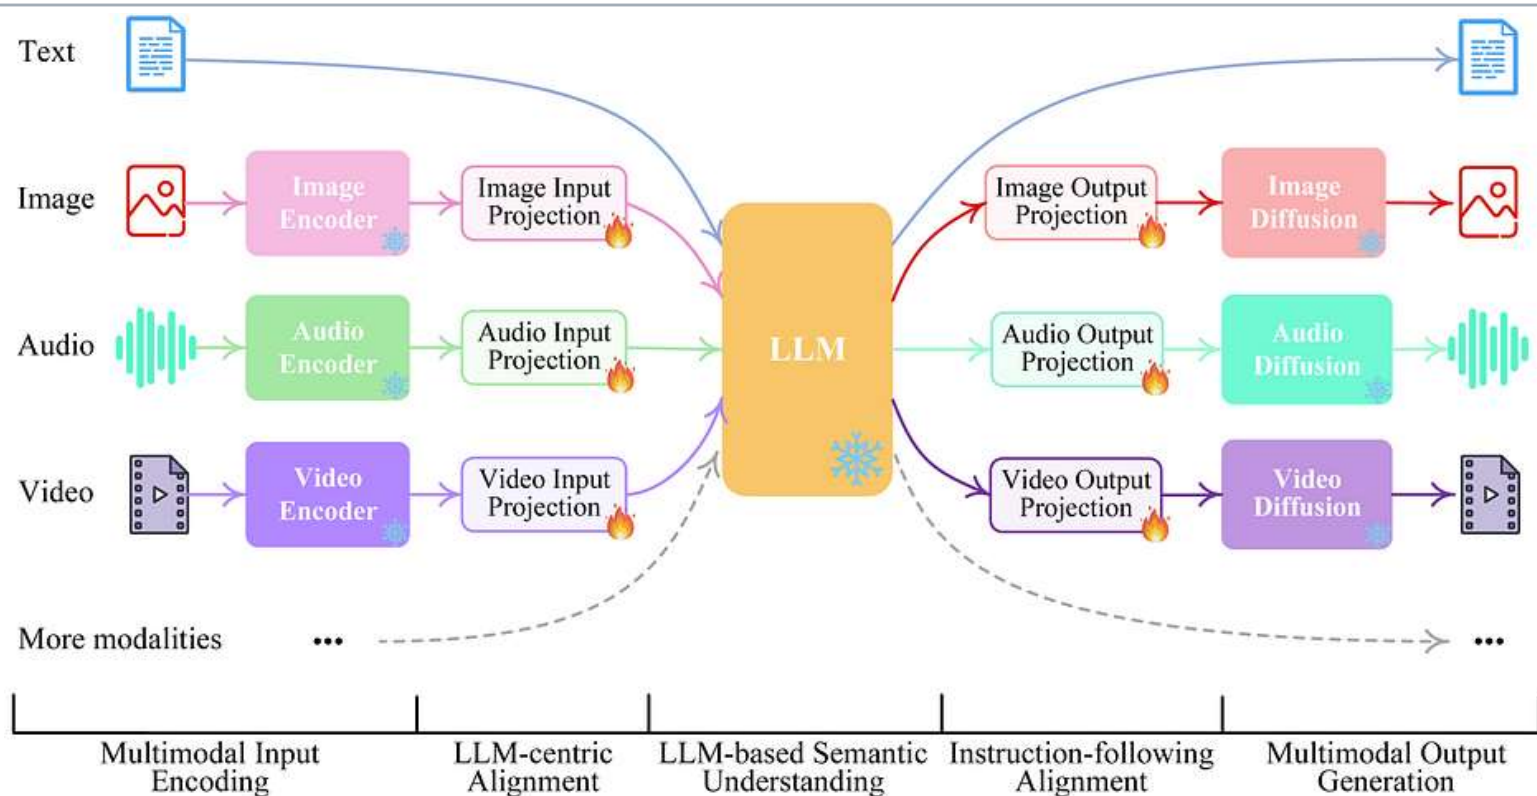 Text
Image
Image
Encoder
Image Input
Projection
Image Output
Projection
Image
Diffusion
Audio
Audio
Encoder
Audio Input
Projection
LLM
Audio Output
Projection
Audio
Diffusion
Video
Video
Encoder
Video Input
Projection
Video Output
Projection
Video
Diffusion
More modalities ...
...
Multimodal Input
Encoding
LLM-centric
Alignment
LLM-based Semantic
Understanding
Instruction-following
Alignment
Multimodal Output
Generation